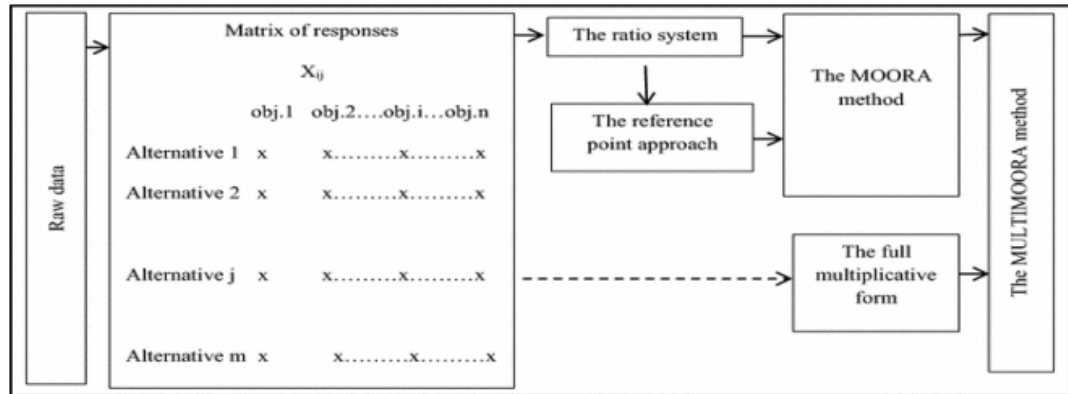 Raw data
Matrix of responses
Xij
obj.1 obj.2....obj.i...obj.n
Alternative 1 x x.........x.........x
Alternative 2 x x.........x.........x
Alternative j x x.........x.........x
Alternative m x x.........x.........x
The ratio system
The reference
point approach
The MOORA
method
The full
multiplicative
form
The MULTIMOORA method